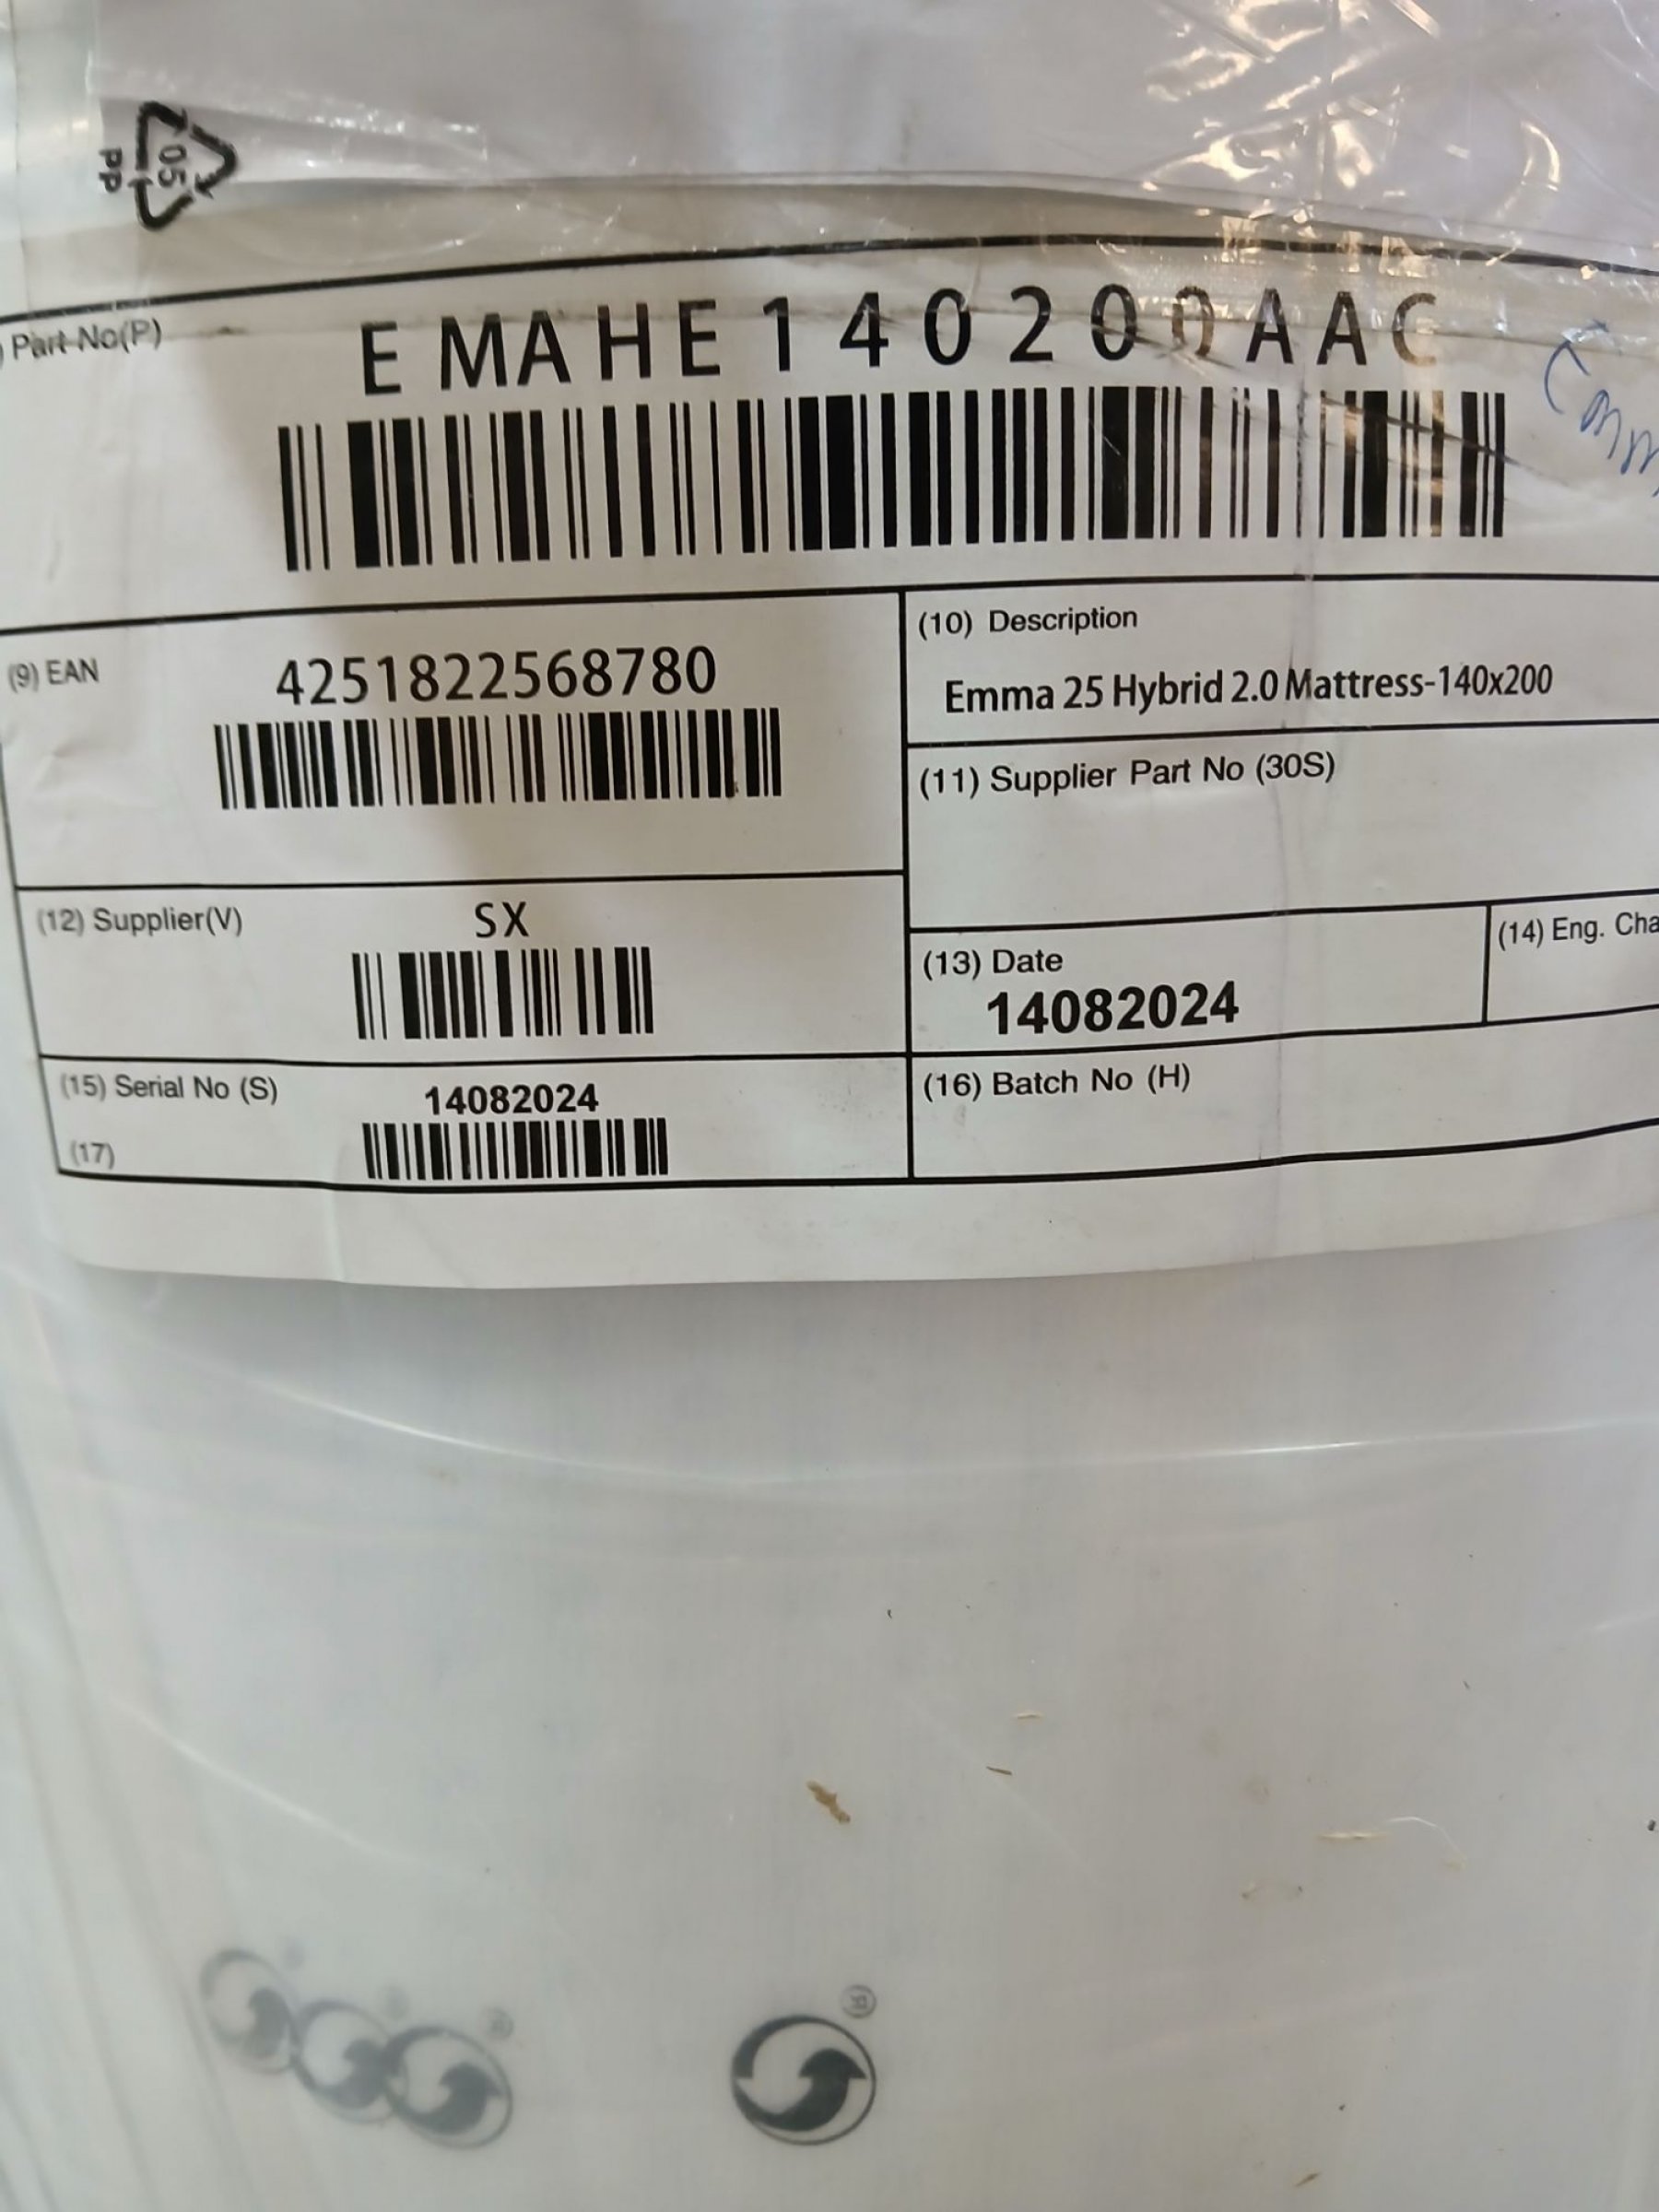 05
PP
Part No(P)
EMAHE140200AAC
(9) EAN
4251822568780
(10) Description
Emma 25 Hybrid 2.0 Mattress-140x200
(11) Supplier Part No (30S)
(12) Supplier(V)
SX
(13) Date
14082024
(14) Eng. Cha
(15) Serial No (S)
14082024
(16) Batch No (H)
(17)